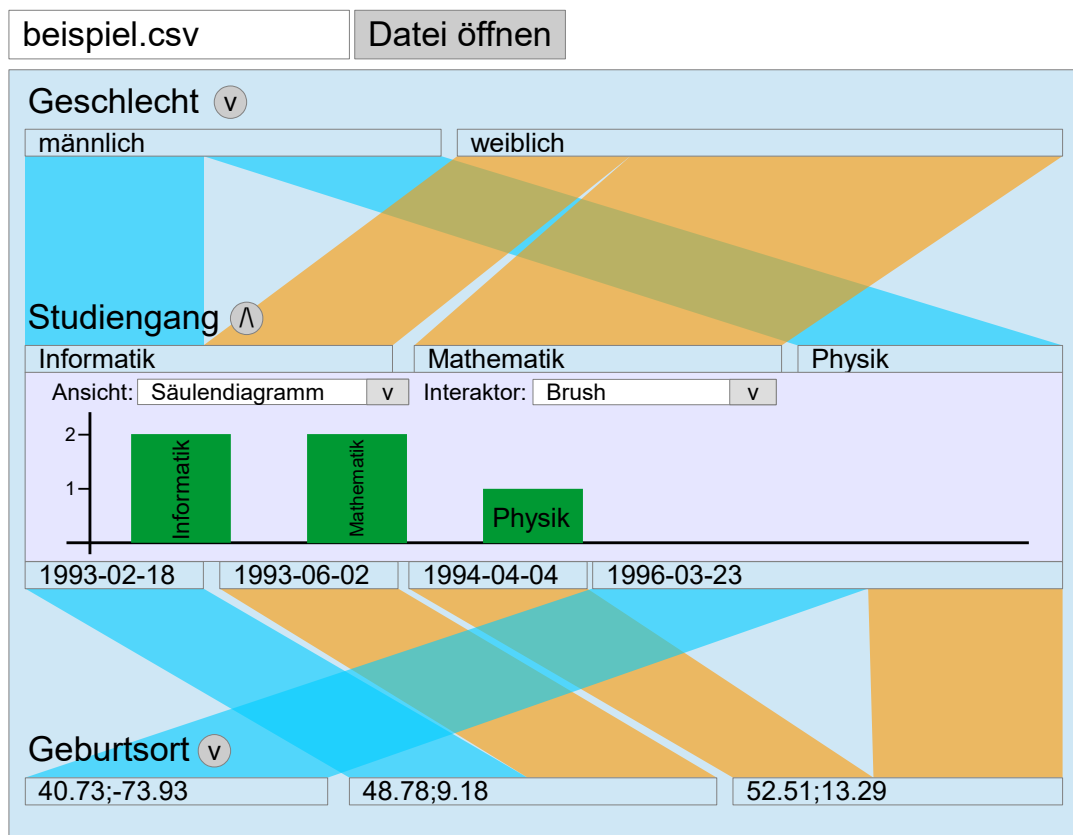 beispiel.csv Datei öffnen
Geschlecht v
männlich weiblich
Studiengang /\
Informatik Mathematik Physik
Ansicht: Säulendiagramm v Interaktor: Brush v
2
1
Informatik Mathematik Physik
1993-02-18 1993-06-02 1994-04-04 1996-03-23
Geburtsort v
40.73;-73.93 48.78;9.18 52.51;13.29